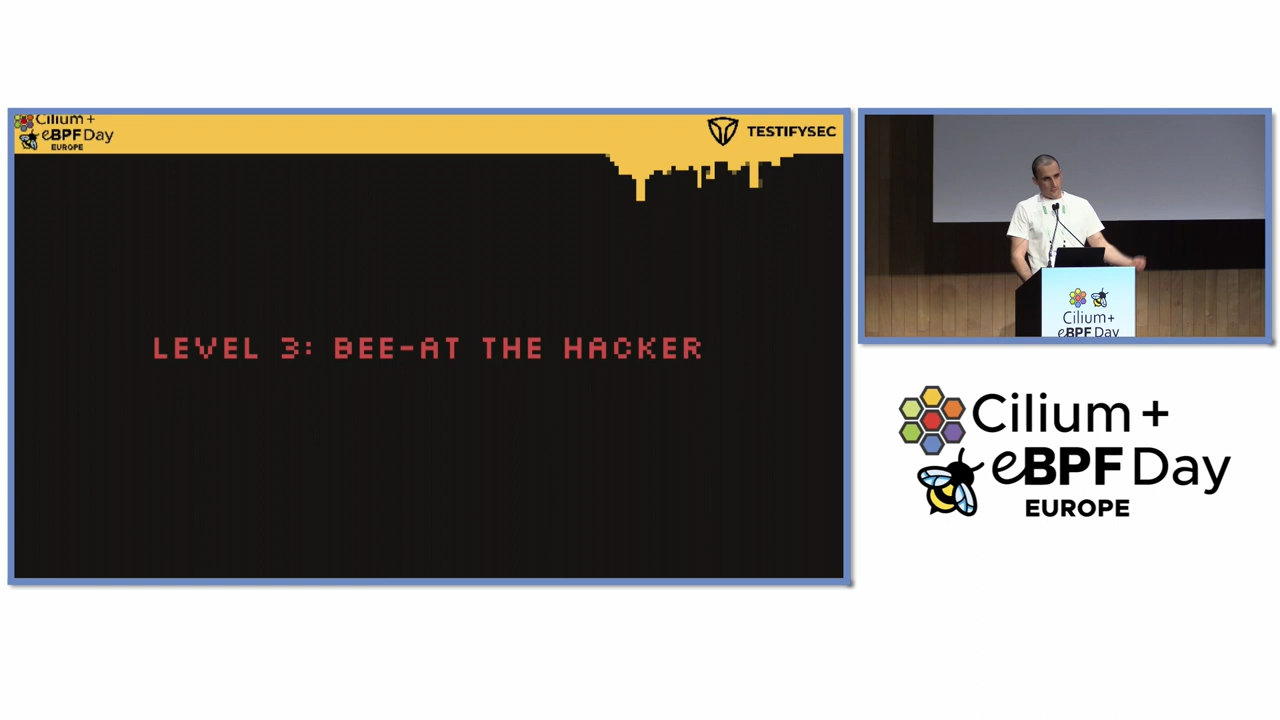 Cilium +
eBPF Day
EUROPE
TESTIFYSEC
LEVEL 3: BEE-AT THE HACKER
Cilium+
eBPF Day
Cilium +
eBPF Day
EUROPE